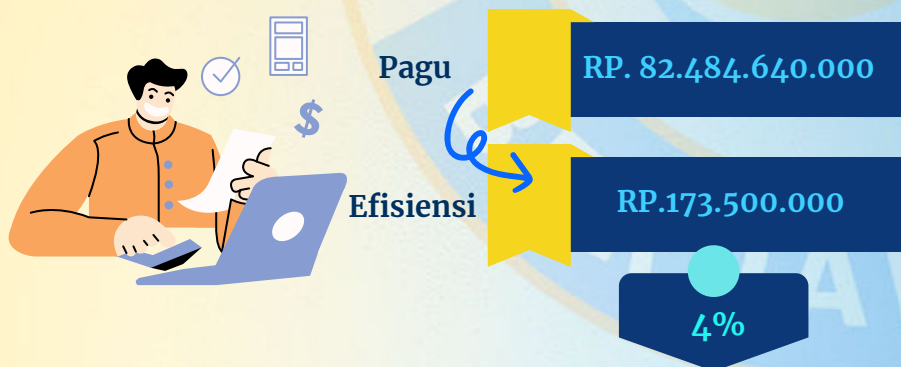 Pagu
RP. 82.484.640.000
$
Efisiensi
RP.173.500.000
4%